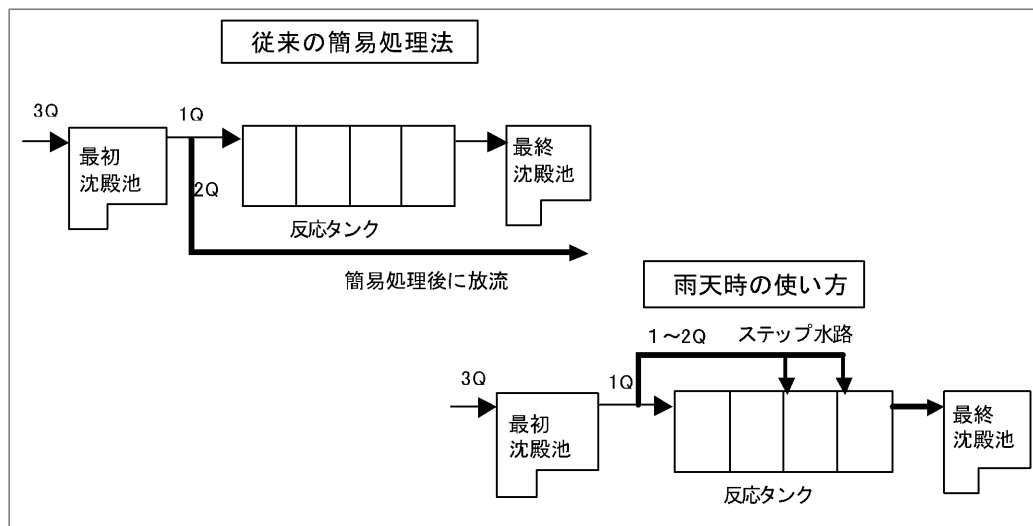 従来の簡易処理法
3Q
1Q
最初
沈殿池
2Q
反応タンク
最終
沈殿池
簡易処理後に放流
雨天時の使い方
1~2Q
ステップ水路
3Q
1Q
最初
沈殿池
反応タンク
最終
沈殿池